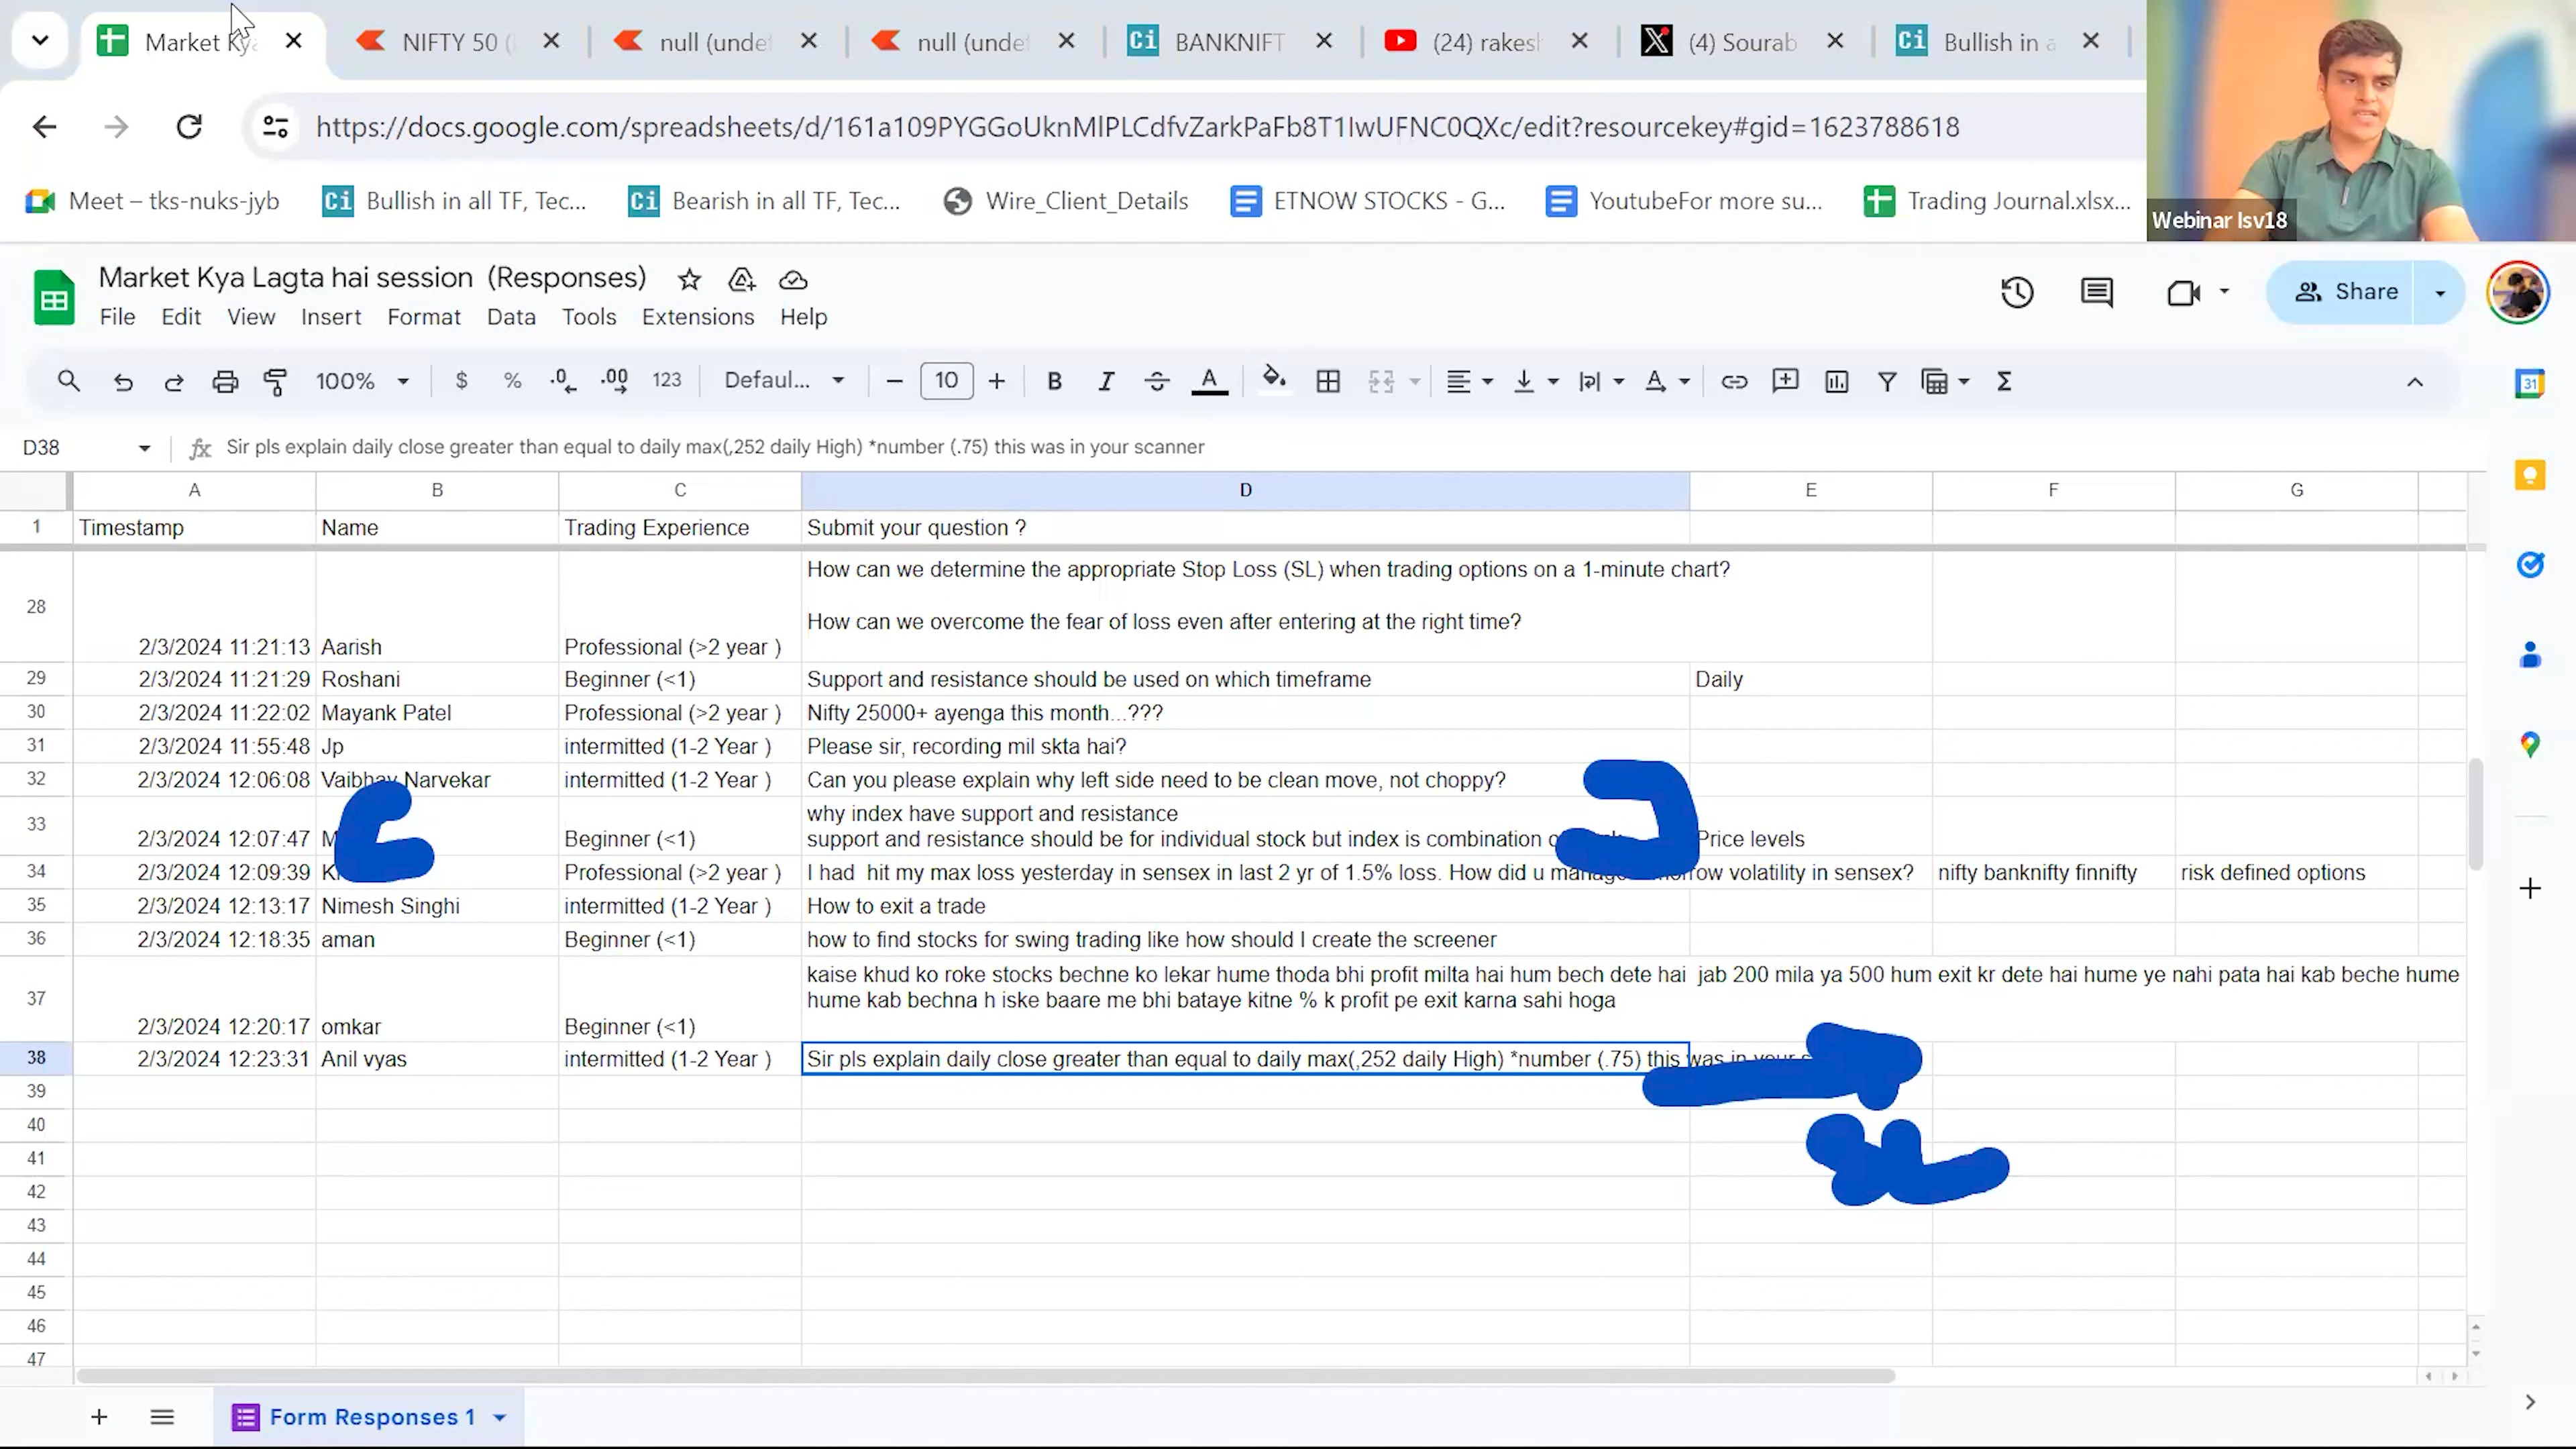 Market Kya
NIFTY 50 (
null (undef
null (undef
BANKNIFT
(24) rakesh
(4) Sourab
Bullish in a
https://docs.google.com/spreadsheets/d/161a109PYGGoUknMlPLCdfvZarkPaFb8T1lwUFNC0QXc/edit?resourcekey#gid=1623788618
Meet – tks-nuks-jyb
Bullish in all TF, Tec...
Bearish in all TF, Tec...
Wire_Client_Details
ETNOW STOCKS - G...
YoutubeFor more su...
Trading Journal.xlsx...
Webinar Isv18
Market Kya Lagta hai session (Responses)
File Edit View Insert Format Data Tools Extensions Help
Share
100% $ % .0 .00 123 Defaul... 10 B I A
31
D38 fx Sir pls explain daily close greater than equal to daily max(,252 daily High) *number (.75) this was in your scanner
A B C D E F G
1 Timestamp Name Trading Experience Submit your question ?
How can we determine the appropriate Stop Loss (SL) when trading options on a 1-minute chart?
How can we overcome the fear of loss even after entering at the right time?
28 2/3/2024 11:21:13 Aarish Professional (>2 year )
29 2/3/2024 11:21:29 Roshani Beginner (<1) Support and resistance should be used on which timeframe Daily
30 2/3/2024 11:22:02 Mayank Patel Professional (>2 year ) Nifty 25000+ ayenga this month...???
31 2/3/2024 11:55:48 Jp intermitted (1-2 Year ) Please sir, recording mil skta hai?
32 2/3/2024 12:06:08 Vaibhav Narvekar intermitted (1-2 Year ) Can you please explain why left side need to be clean move, not choppy?
why index have support and resistance
33 2/3/2024 12:07:47 Beginner (<1) support and resistance should be for individual stock but index is combination Price levels
34 2/3/2024 12:09:39 Professional (>2 year ) I had hit my max loss yesterday in sensex in last 2 yr of 1.5% loss. How did u volatility in sensex? nifty banknifty finnifty risk defined options
35 2/3/2024 12:13:17 Nimesh Singhi intermitted (1-2 Year ) How to exit a trade
36 2/3/2024 12:18:35 aman Beginner (<1) how to find stocks for swing trading like how should I create the screener
kaise khud ko roke stocks bechne ko lekar hume thoda bhi profit milta hai hum bech dete hai jab 200 mila ya 500 hum exit kr dete hai hume ye nahi pata hai kab beche hume
hume kab bechna h iske baare me bhi bataye kitne % k profit pe exit karna sahi hoga
37 2/3/2024 12:20:17 omkar Beginner (<1)
38 2/3/2024 12:23:31 Anil vyas intermitted (1-2 Year ) Sir pls explain daily close greater than equal to daily max(,252 daily High) *number (.75) this was in your
39
40
41
42
43
44
45
46
47
Form Responses 1